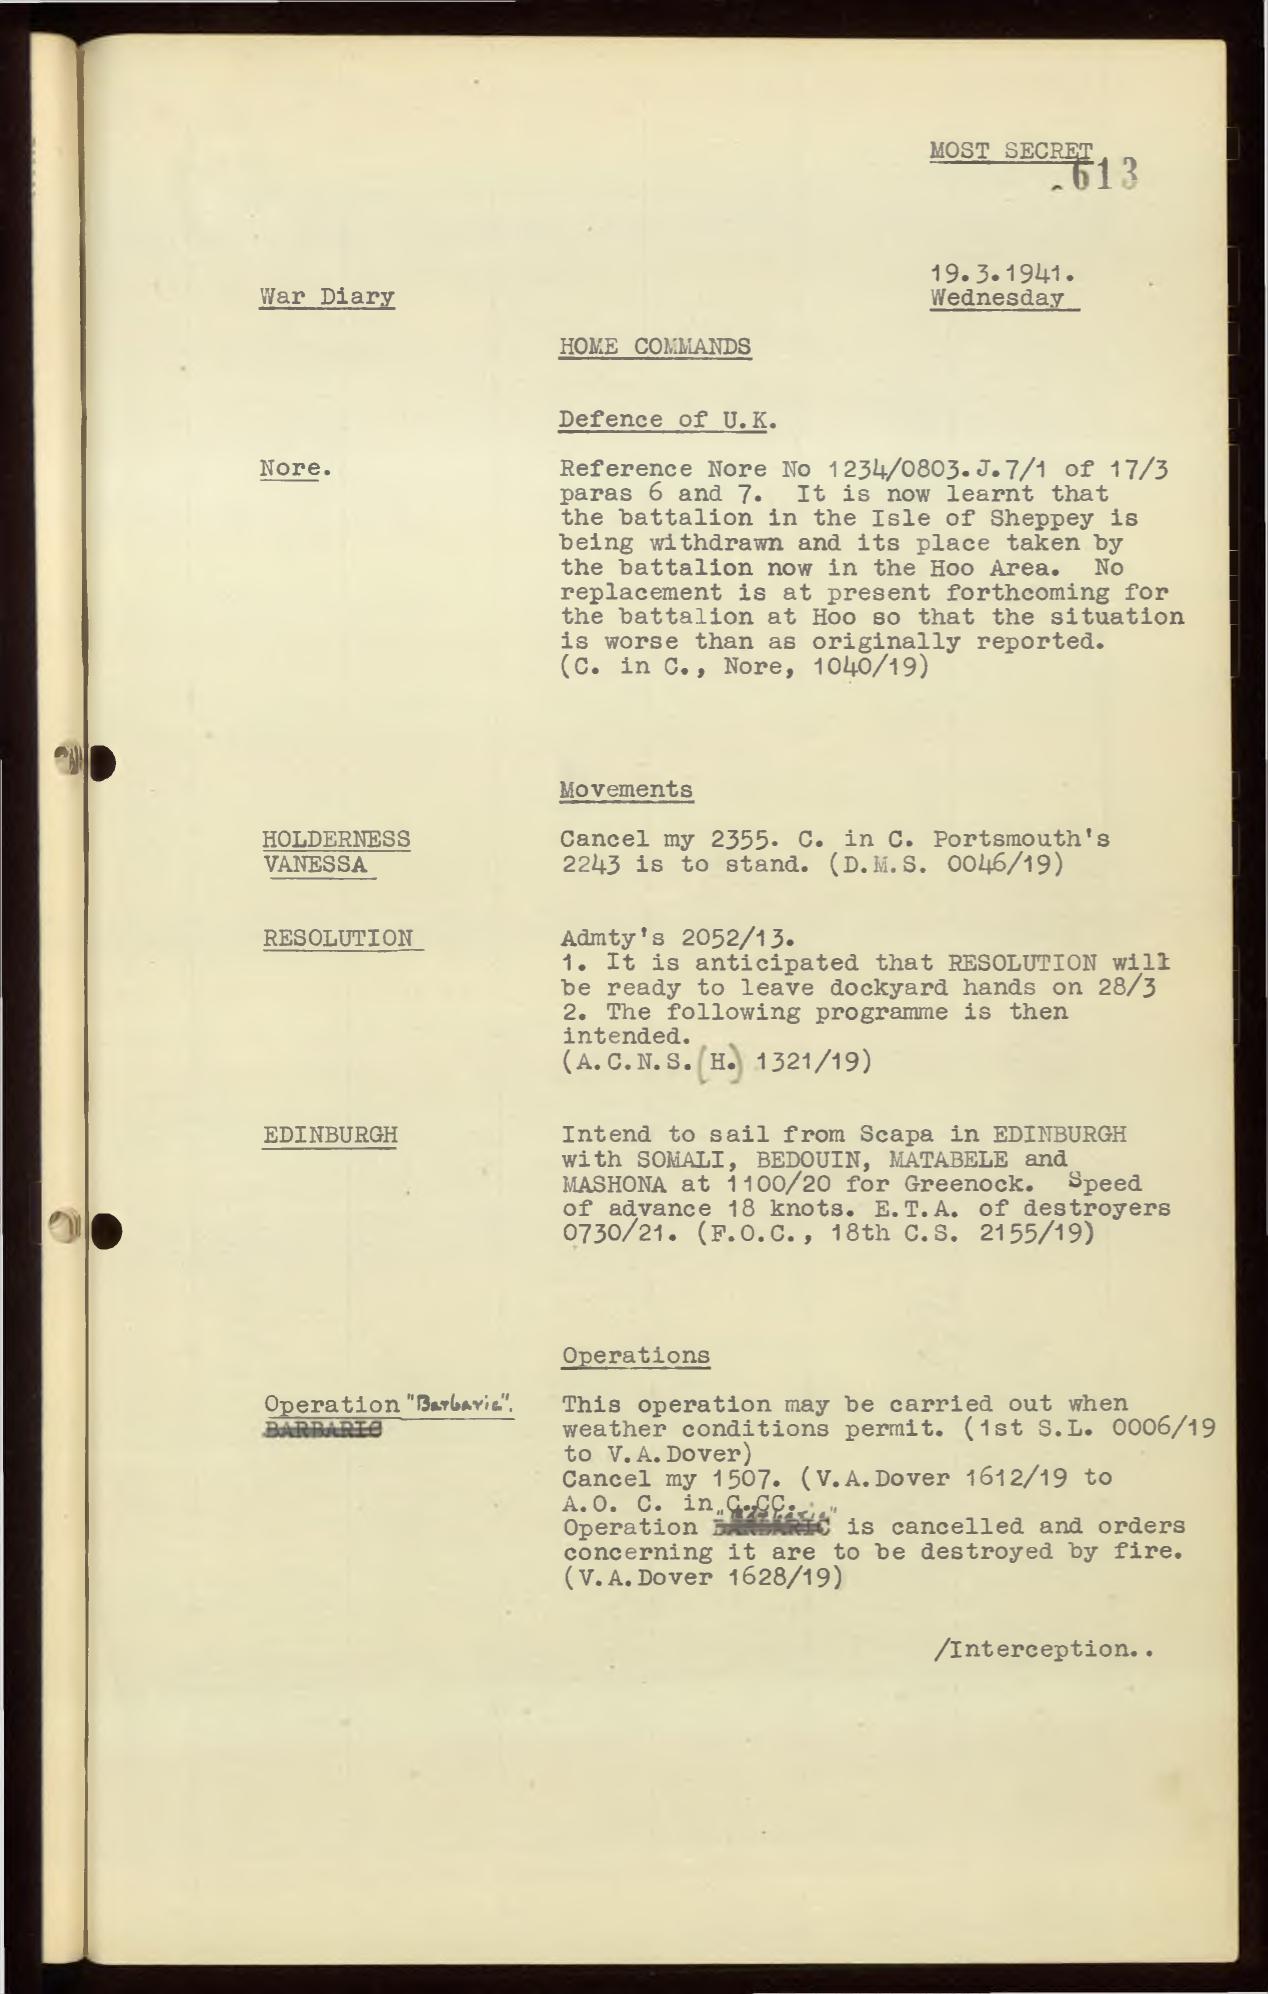 MOST SECRET
613
19.3.1941.
War Diary
Wednesday
HOME COMMANDS
Defence of U.K.
Nore.
Reference Nore No 1234/0803.J.7/1 of 17/3
paras 6 and 7. It is now learnt that
the battalion in the Isle of Sheppey is
being withdrawn and its place taken by
the battalion now in the Hoo Area. No
replacement is at present forthcoming for
the battalion at Hoo so that the situation
is worse than as originally reported.
(C. in C., Nore, 1040/19)
Movements
HOLDERNESS
VANESSA
Cancel my 2355. C. in C. Portsmouth's
2243 is to stand. (D.M.S. 0046/19)
RESOLUTION
Admty's 2052/13.
1. It is anticipated that RESOLUTION will
be ready to leave dockyard hands on 28/3
2. The following programme is then
intended.
(A.C.N.S.(H.) 1321/19)
EDINBURGH
Intend to sail from Scapa in EDINBURGH
with SOMALI, BEDOUIN, MATABELE and
MASHONA at 1100/20 for Greenock. Speed
of advance 18 knots. E.T.A. of destroyers
0730/21. (F.O.C., 18th C.S. 2155/19)
Operations
Operation "Barbaric".
BARBARIC
This operation may be carried out when
weather conditions permit. (1st S.L. 0006/19
to V.A.Dover)
Cancel my 1507. (V.A.Dover 1612/19 to
A.O. C. in C.CC.
"Barbaric"
Operation BARBARIC is cancelled and orders
concerning it are to be destroyed by fire.
(V.A.Dover 1628/19)
/Interception..